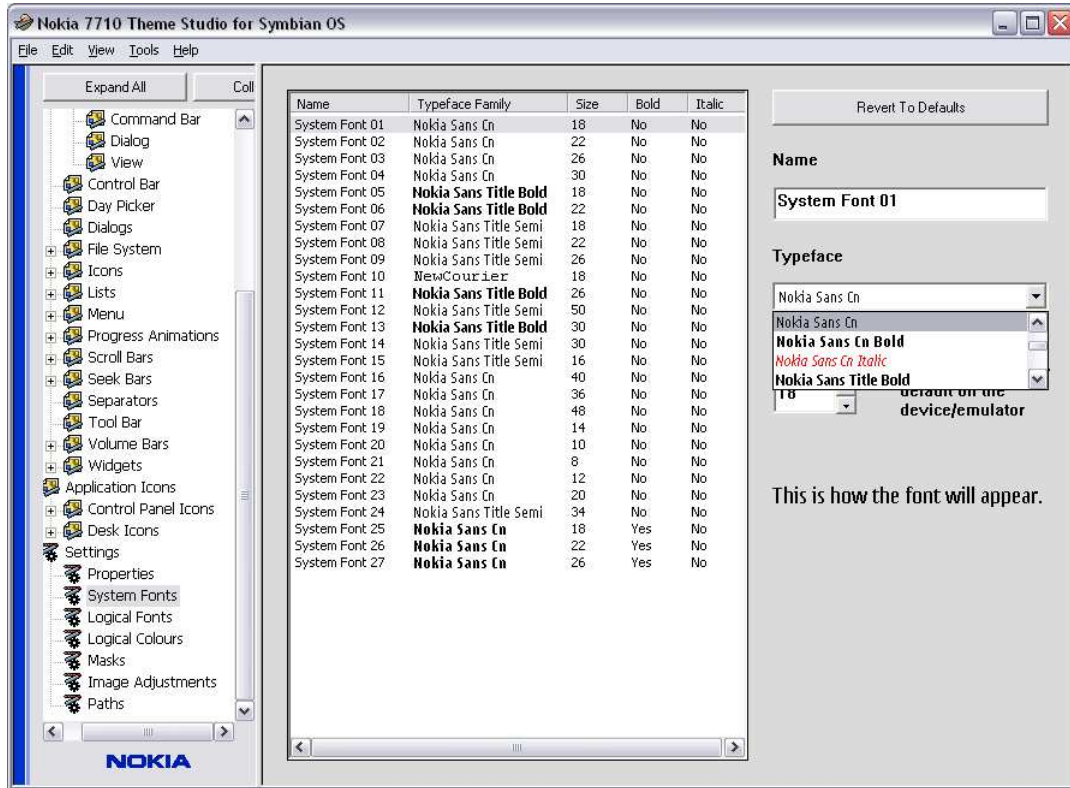 Nokia 7710 Theme Studio for Symbian OS
File Edit View Tools Help
Expand All Coll
Command Bar
Dialog
View
Control Bar
Day Picker
Dialogs
File System
Icons
Lists
Menu
Progress Animations
Scroll Bars
Seek Bars
Separators
Tool Bar
Volume Bars
Widgets
Application Icons
Control Panel Icons
Desk Icons
Settings
Properties
System Fonts
Logical Fonts
Logical Colours
Masks
Image Adjustments
Paths
NOKIA
Name Typeface Family Size Bold Italic
System Font 01 Nokia Sans Cn 18 No No
System Font 02 Nokia Sans Cn 22 No No
System Font 03 Nokia Sans Cn 26 No No
System Font 04 Nokia Sans Cn 30 No No
System Font 05 Nokia Sans Title Bold 18 No No
System Font 06 Nokia Sans Title Bold 22 No No
System Font 07 Nokia Sans Title Semi 18 No No
System Font 08 Nokia Sans Title Semi 22 No No
System Font 09 Nokia Sans Title Semi 26 No No
System Font 10 NewCourier 18 No No
System Font 11 Nokia Sans Title Bold 26 No No
System Font 12 Nokia Sans Title Semi 50 No No
System Font 13 Nokia Sans Title Bold 30 No No
System Font 14 Nokia Sans Title Semi 30 No No
System Font 15 Nokia Sans Title Semi 16 No No
System Font 16 Nokia Sans Cn 40 No No
System Font 17 Nokia Sans Cn 36 No No
System Font 18 Nokia Sans Cn 48 No No
System Font 19 Nokia Sans Cn 14 No No
System Font 20 Nokia Sans Cn 10 No No
System Font 21 Nokia Sans Cn 8 No No
System Font 22 Nokia Sans Cn 12 No No
System Font 23 Nokia Sans Cn 20 No No
System Font 24 Nokia Sans Title Semi 34 No No
System Font 25 Nokia Sans Cn 18 Yes No
System Font 26 Nokia Sans Cn 22 Yes No
System Font 27 Nokia Sans Cn 26 Yes No
Revert To Defaults
Name
System Font 01
Typeface
Nokia Sans Cn
Nokia Sans Cn
Nokia Sans Cn Bold
Nokia Sans Cn Italic
Nokia Sans Title Bold
18 default on the
device/emulator
This is how the font will appear.